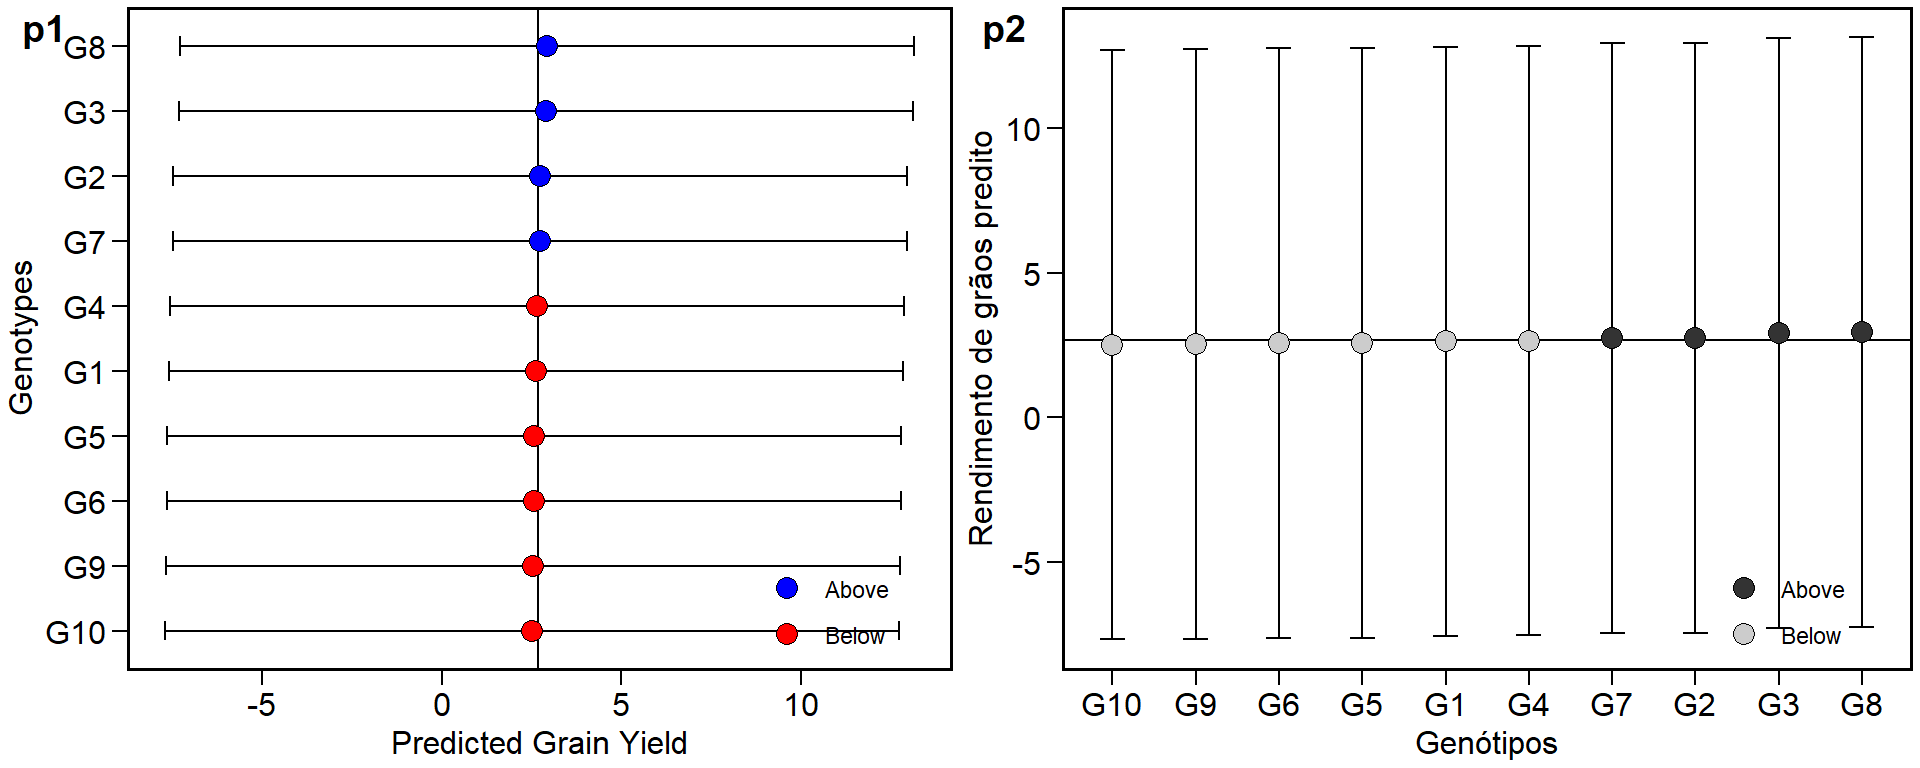 p1
G8
G3
G2
G7
G4
G1
G5
G6
G9
G10
Genotypes
Above
Below
-5 0 5 10
Predicted Grain Yield
p2
10
5
0
-5
Rendimento de grãos predito
Above
Below
G10 G9 G6 G5 G1 G4 G7 G2 G3 G8
Genótipos